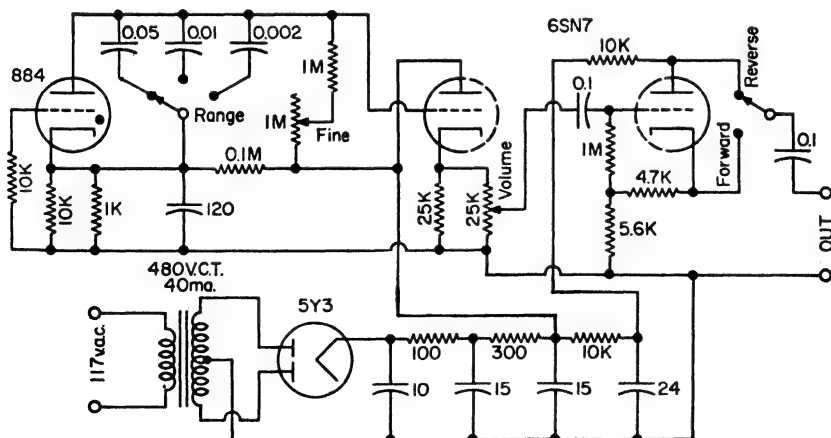 0.05
0.01
0.002
6SN7
884
1M
10K
Reverse
Range
1M
Fine
0.1
1M
Forward
0.1
10K
10K
1K
0.1M
120
25K
25K
Volume
4.7K
5.6K
OUT
480V.C.T.
40ma.
5Y3
117v.a.c.
100
300
10K
10
15
15
24